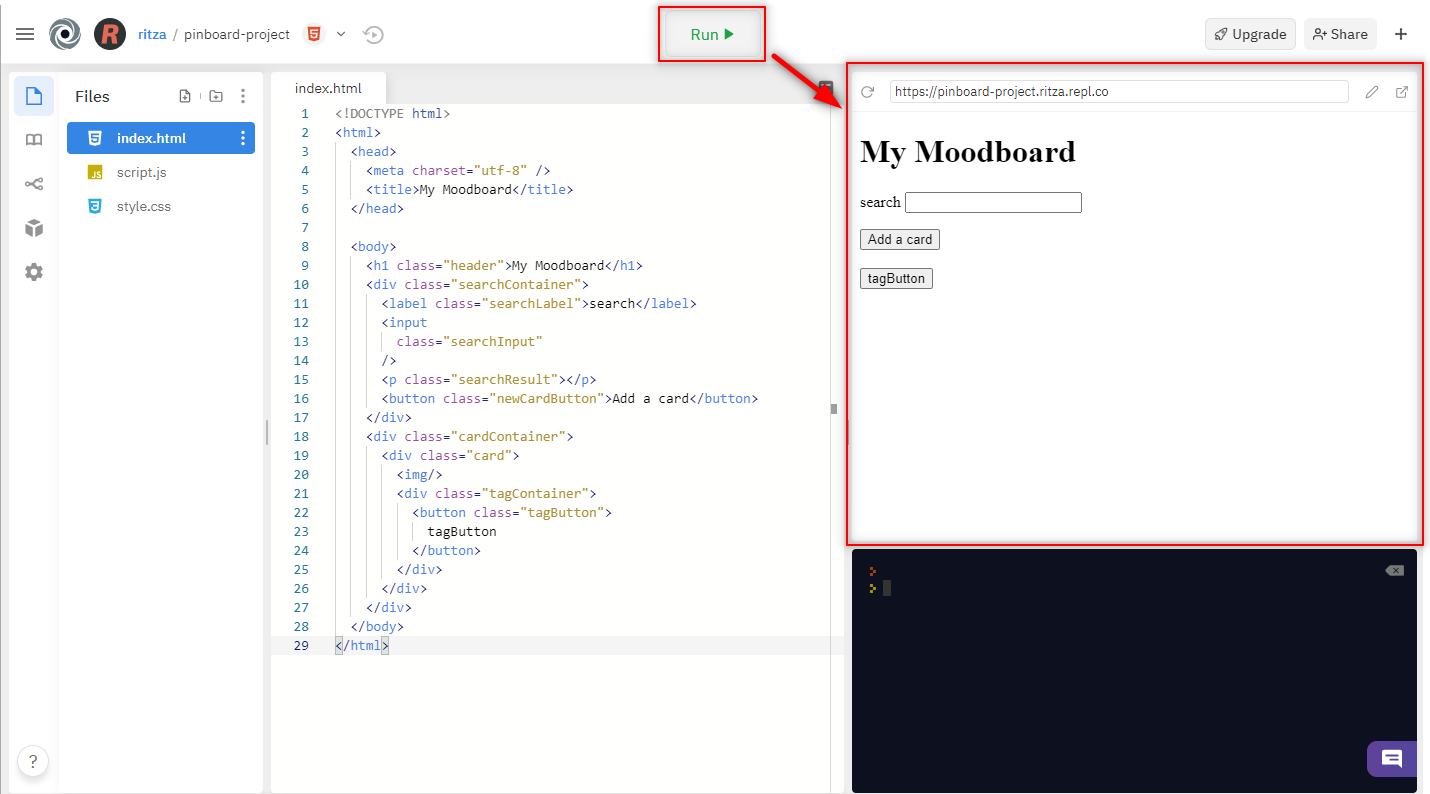 ritza / pinboard-project
Run
Upgrade
Share
Files
index.html
script.js
style.css
index.html
1 <!DOCTYPE html>
2 <html>
3 <head>
4 <meta charset="utf-8" />
5 <title>My Moodboard</title>
6 </head>
7
8 <body>
9 <h1 class="header">My Moodboard</h1>
10 <div class="searchContainer">
11 <label class="searchLabel">search</label>
12 <input
13 class="searchInput"
14 />
15 <p class="searchResult"></p>
16 <button class="newCardButton">Add a card</button>
17 </div>
18 <div class="cardContainer">
19 <div class="card">
20 <img/>
21 <div class="tagContainer">
22 <button class="tagButton">
23 tagButton
24 </button>
25 </div>
26 </div>
27 </div>
28 </body>
29 </html>
https://pinboard-project.ritza.repl.co
My Moodboard
search
Add a card
tagButton
>
>
?